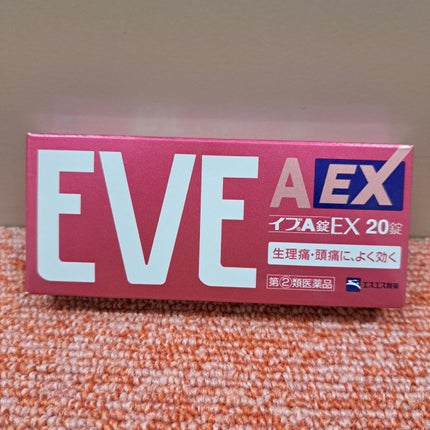 EVE
A EX
イブA錠EX 20錠
生理痛・頭痛に、よく効く
指②類医薬品
エスエス製薬